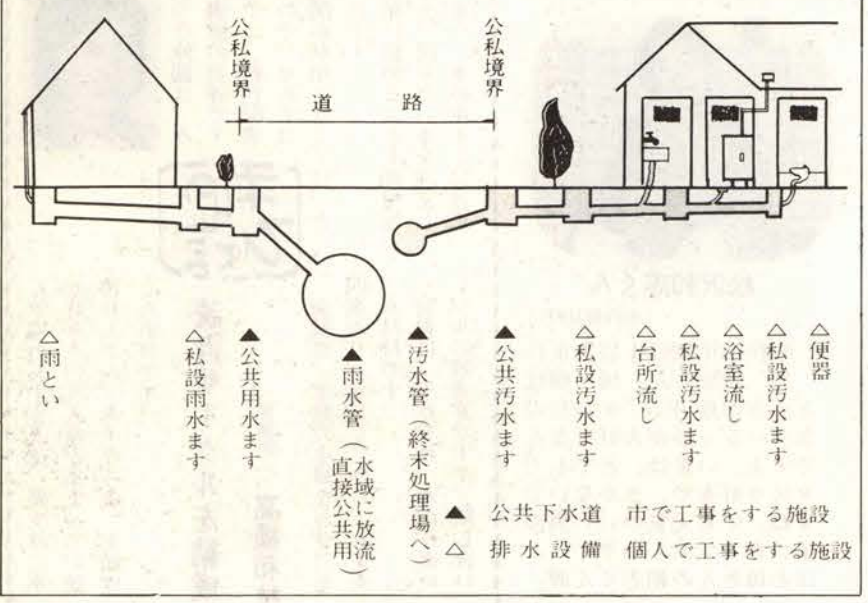 公私境界
道路
公私境界
△便器
△私設汚水ます
△浴室流し
△私設汚水ます
△台所流し
△私設汚水ます
▲公共汚水ます
▲汚水管（終末処理場へ）
▲雨水管（水域に放流
直接公共用）
▲公共用水ます
△私設雨水ます
△雨とい
▲ 公共下水道 市で工事をする施設
△ 排水設備 個人で工事をする施設